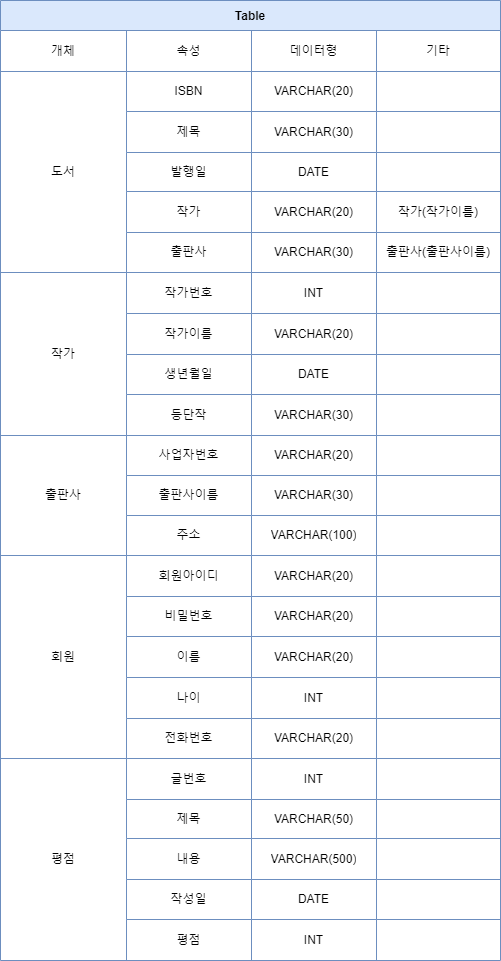 Table
개체 속성 데이터형 기타
도서
ISBN VARCHAR(20)
제목 VARCHAR(30)
발행일 DATE
작가 VARCHAR(20) 작가(작가이름)
출판사 VARCHAR(30) 출판사(출판사이름)
작가
작가번호 INT
작가이름 VARCHAR(20)
생년월일 DATE
등단작 VARCHAR(30)
출판사
사업자번호 VARCHAR(20)
출판사이름 VARCHAR(30)
주소 VARCHAR(100)
회원
회원아이디 VARCHAR(20)
비밀번호 VARCHAR(20)
이름 VARCHAR(20)
나이 INT
전화번호 VARCHAR(20)
평점
글번호 INT
제목 VARCHAR(50)
내용 VARCHAR(500)
작성일 DATE
평점 INT